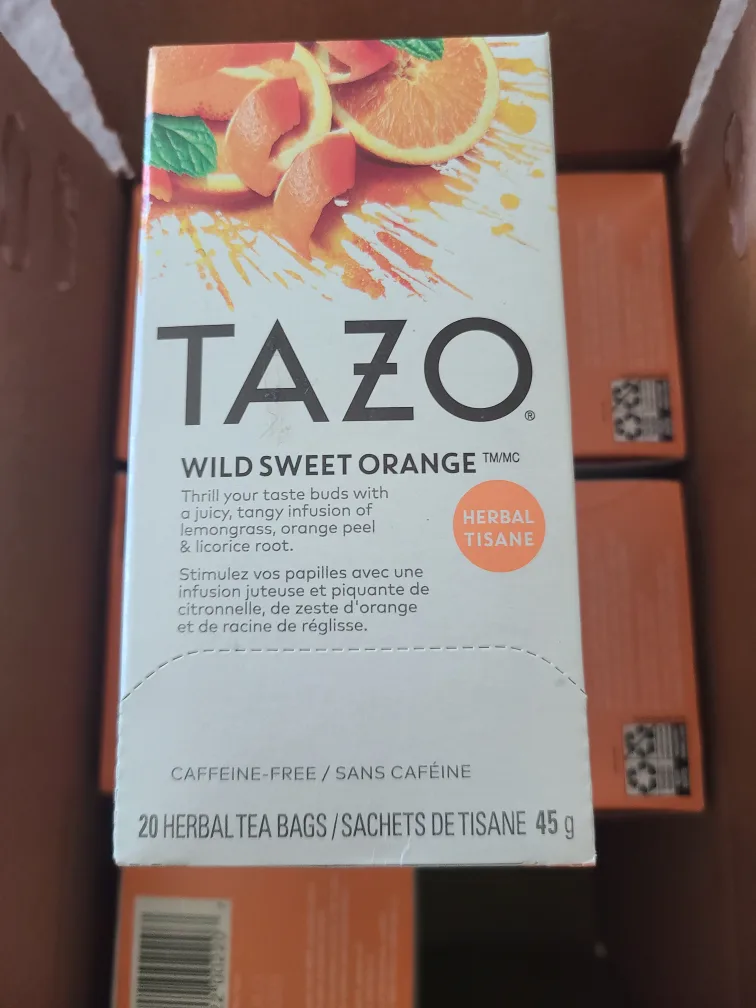 TAZO®
WILD SWEET ORANGE TM/MC
Thrill your taste buds with
a juicy, tangy infusion of
lemongrass, orange peel
& licorice root.
HERBAL
TISANE
Stimulez vos papilles avec une
infusion juteuse et piquante de
citronnelle, de zeste d'orange
et de racine de réglisse.
CAFFEINE-FREE / SANS CAFÉINE
20 HERBAL TEA BAGS / SACHETS DE TISANE 45 g